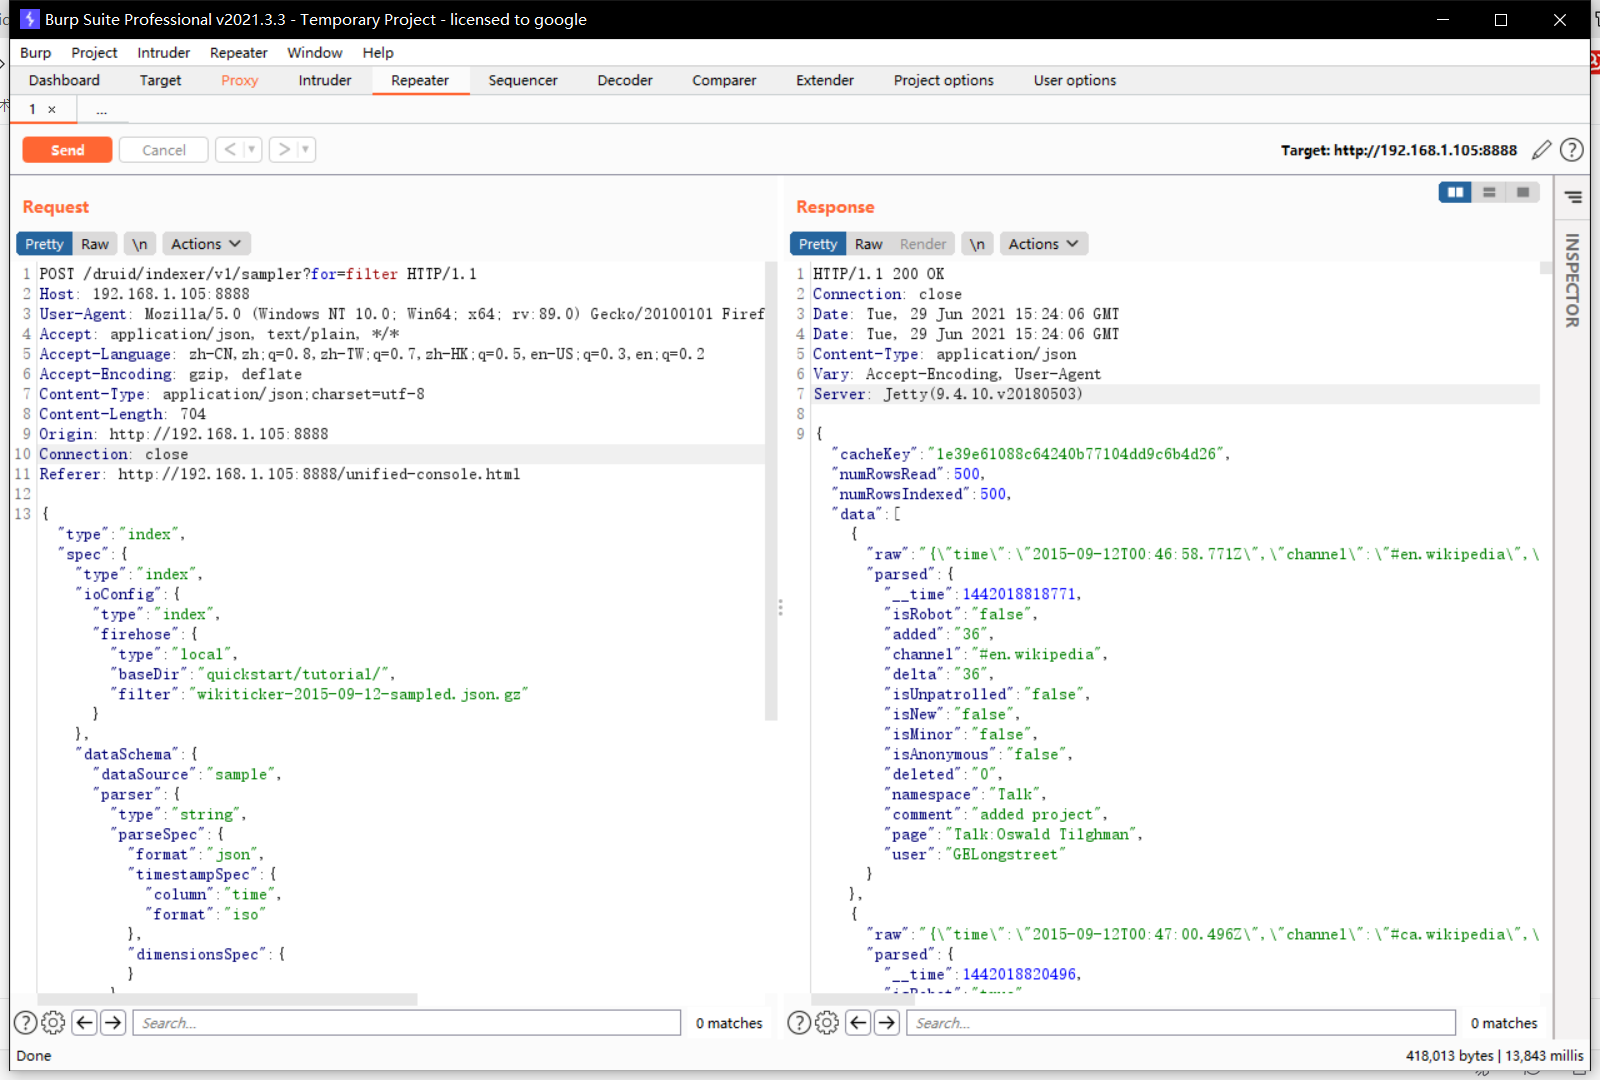 Burp Suite Professional v2021.3.3 - Temporary Project - licensed to google
Burp Project Intruder Repeater Window Help
Dashboard Target Proxy Intruder Repeater Sequencer Decoder Comparer Extender Project options User options
1 × ...
Send Cancel < > Target: http://192.168.1.105:8888
Request
Pretty Raw \n Actions
1 POST /druid/indexer/v1/sampler?for=filter HTTP/1.1
2 Host: 192.168.1.105:8888
3 User-Agent: Mozilla/5.0 (Windows NT 10.0; Win64; x64; rv:89.0) Gecko/20100101 Firef
4 Accept: application/json, text/plain, */*
5 Accept-Language: zh-CN,zh;q=0.8,zh-TW;q=0.7,zh-HK;q=0.5,en-US;q=0.3,en;q=0.2
6 Accept-Encoding: gzip, deflate
7 Content-Type: application/json;charset=utf-8
8 Content-Length: 704
9 Origin: http://192.168.1.105:8888
10 Connection: close
11 Referer: http://192.168.1.105:8888/unified-console.html
12
13 {
"type":"index",
"spec":{
"type":"index",
"ioConfig":{
"type":"index",
"firehose":{
"type":"local",
"baseDir":"quickstart/tutorial/",
"filter":"wikiticker-2015-09-12-sampled.json.gz"
}
},
"dataSchema":{
"dataSource":"sample",
"parser":{
"type":"string",
"parseSpec":{
"format":"json",
"timestampSpec":{
"column":"time",
"format":"iso"
},
"dimensionsSpec":{
}
Search... 0 matches
Response
Pretty Raw Render \n Actions
1 HTTP/1.1 200 OK
2 Connection: close
3 Date: Tue, 29 Jun 2021 15:24:06 GMT
4 Date: Tue, 29 Jun 2021 15:24:06 GMT
5 Content-Type: application/json
6 Vary: Accept-Encoding, User-Agent
7 Server: Jetty(9.4.10.v20180503)
8
9 {
"cacheKey":"1e39e61088c64240b77104dd9c6b4d26",
"numRowsRead":500,
"numRowsIndexed":500,
"data":[
{
"raw":"{\"time\":\"2015-09-12T00:46:58.771Z\",\"channel\":\"#en.wikipedia\",\
"parsed":{
"__time":1442018818771,
"isRobot":"false",
"added":"36",
"channel":"#en.wikipedia",
"delta":"36",
"isUnpatrolled":"false",
"isNew":"false",
"isMinor":"false",
"isAnonymous":"false",
"deleted":"0",
"namespace":"Talk",
"comment":"added project",
"page":"Talk:Oswald Tilghman",
"user":"GELongstreet"
}
},
{
"raw":"{\"time\":\"2015-09-12T00:47:00.496Z\",\"channel\":\"#ca.wikipedia\",\
"parsed":{
"__time":1442018820496,
"isRobot":"true"
Search... 0 matches
INSPECTOR
Done
418,013 bytes | 13,843 millis